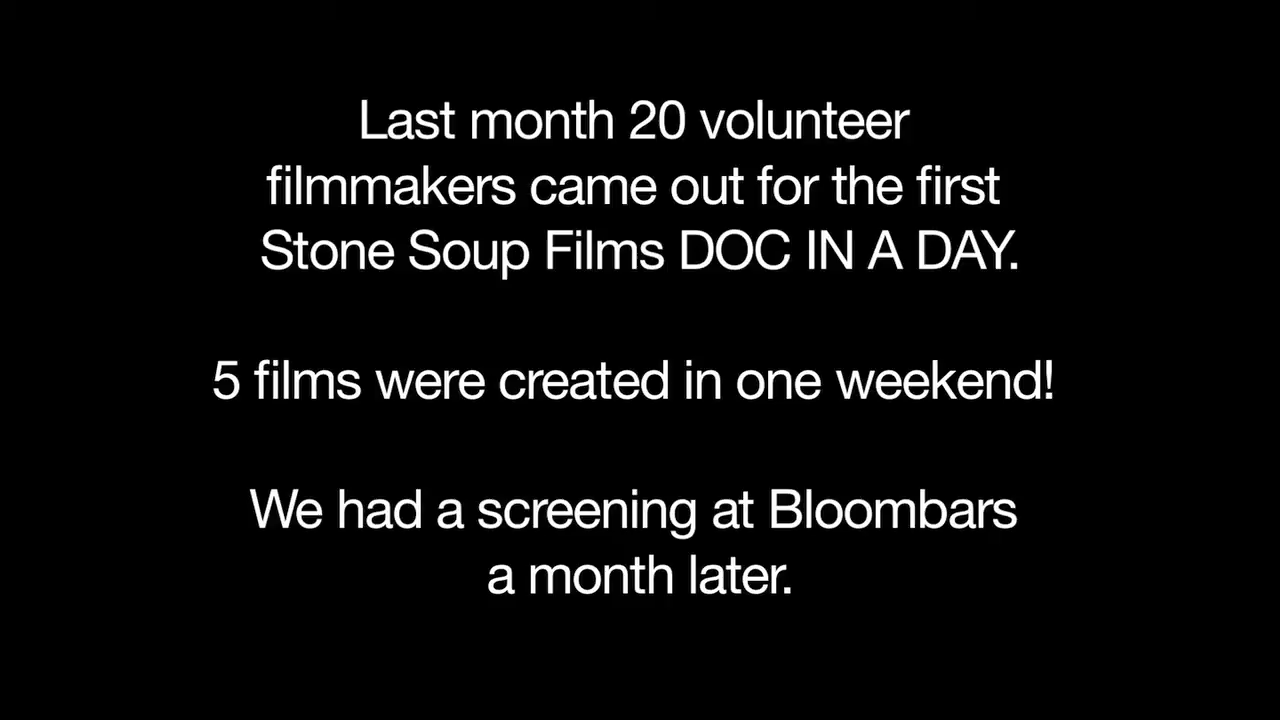 Last month 20 volunteer
filmmakers came out for the first
Stone Soup Films DOC IN A DAY.
5 films were created in one weekend!
We had a screening at Bloombars
a month later.